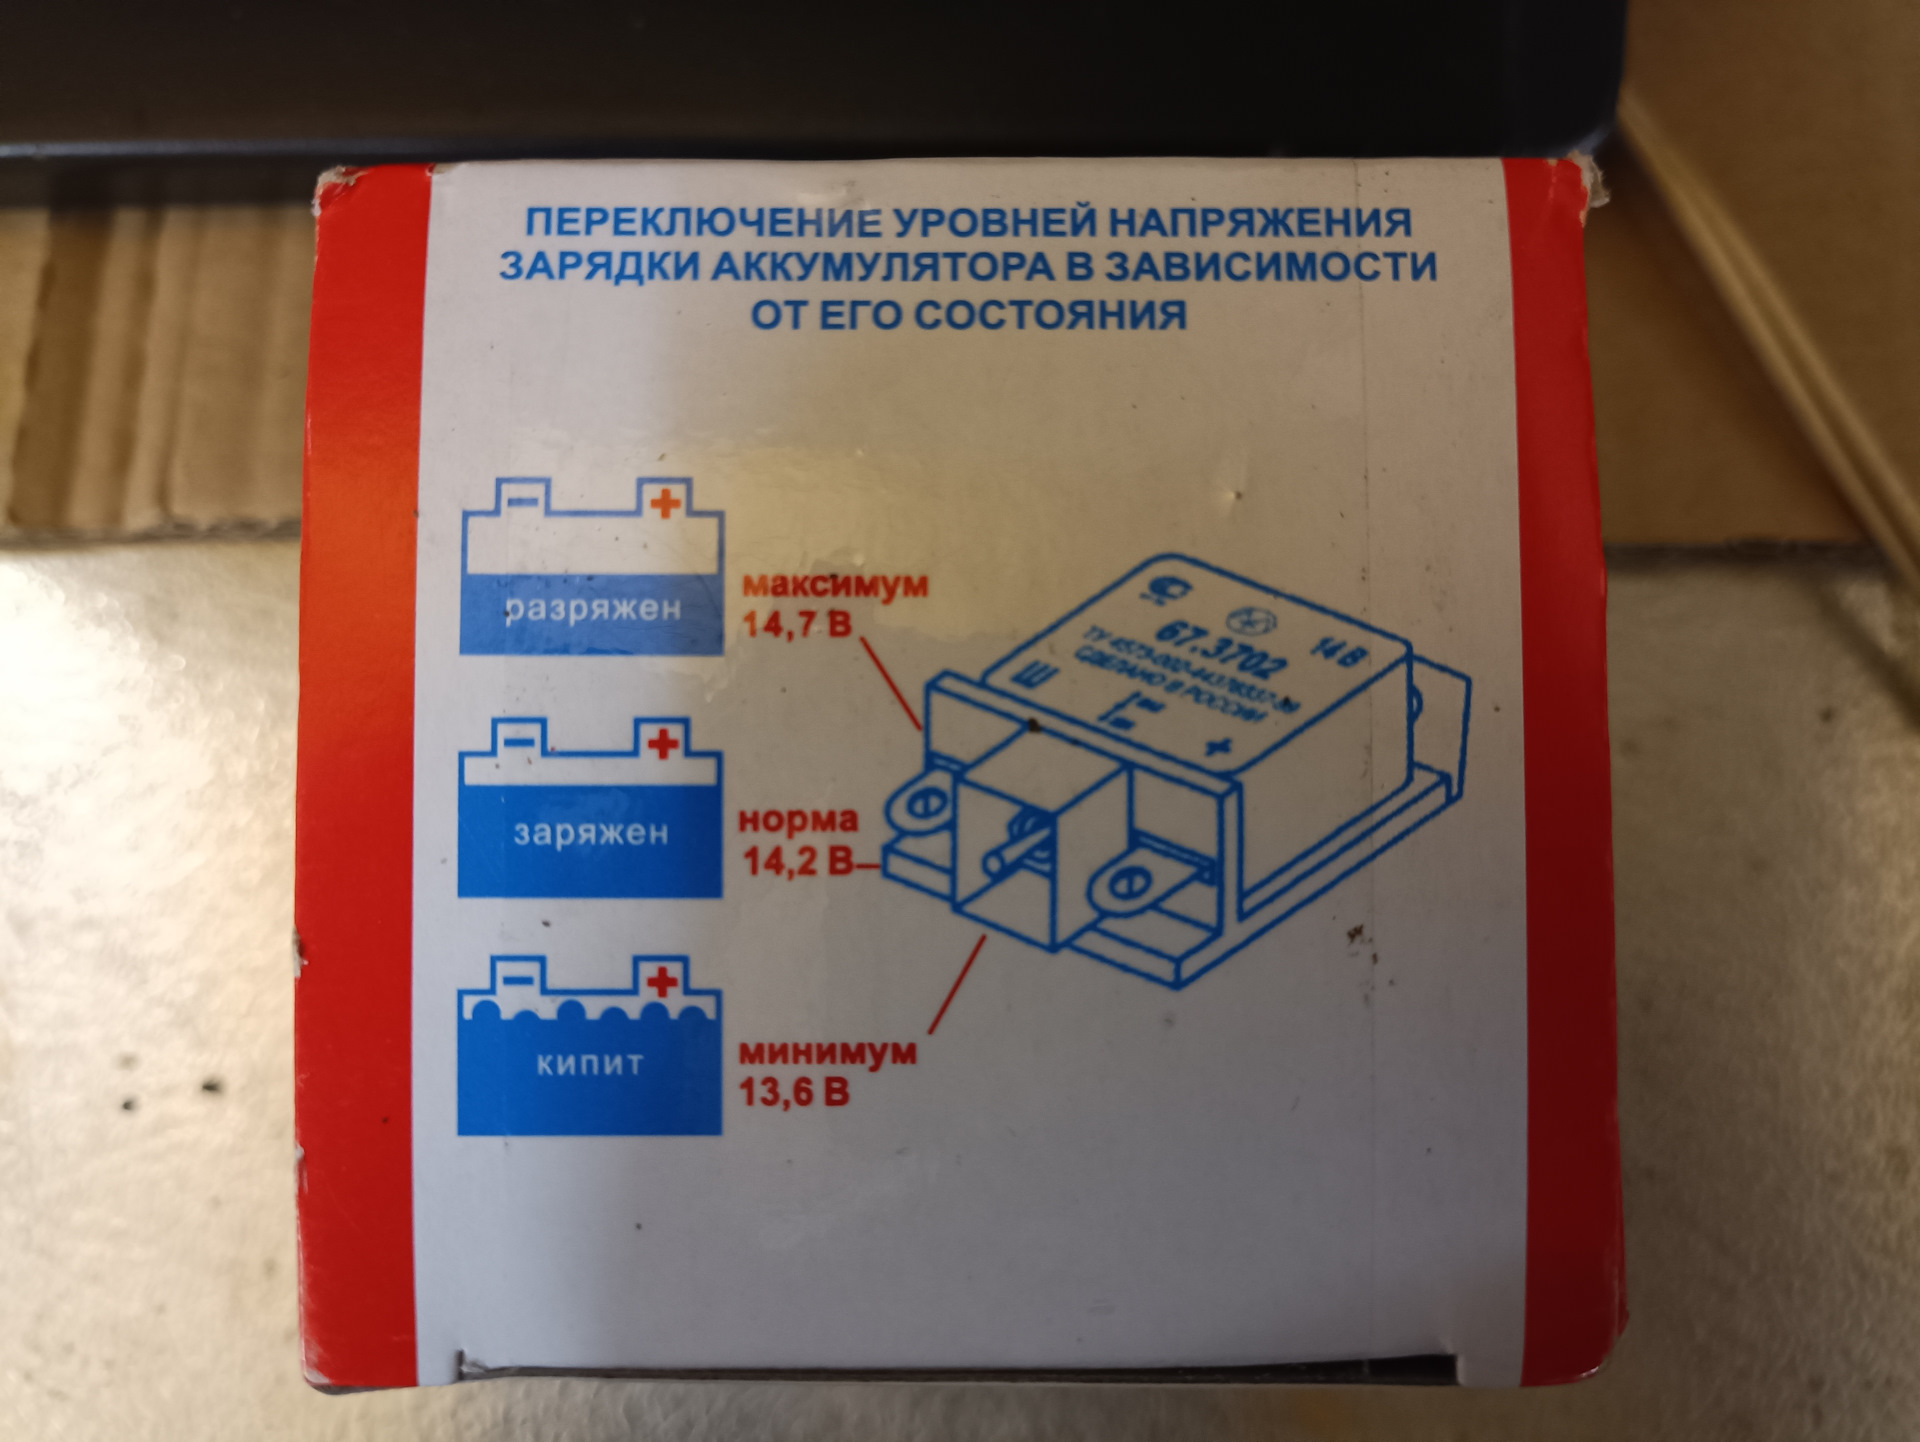 ПЕРЕКЛЮЧЕНИЕ УРОВНЕЙ НАПРЯЖЕНИЯ
ЗАРЯДКИ АККУМУЛЯТОРА В ЗАВИСИМОСТИ
ОТ ЕГО СОСТОЯНИЯ
- +
разряжен
максимум
14,7 В
- +
заряжен
норма
14,2 В
- +
кипит
минимум
13,6 В
67.3702
14 В
ТУ
СДЕЛАНО В РОССИИ
Ш
+